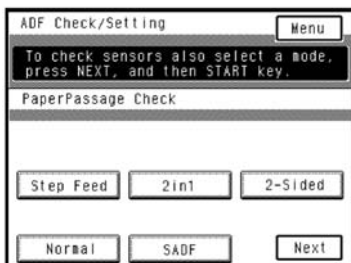 ADF Check/Setting
Menu
To check sensors also select a mode,
press NEXT, and then START key.
PaperPassage Check
Step Feed
2in1
2-Sided
Normal
SADF
Next